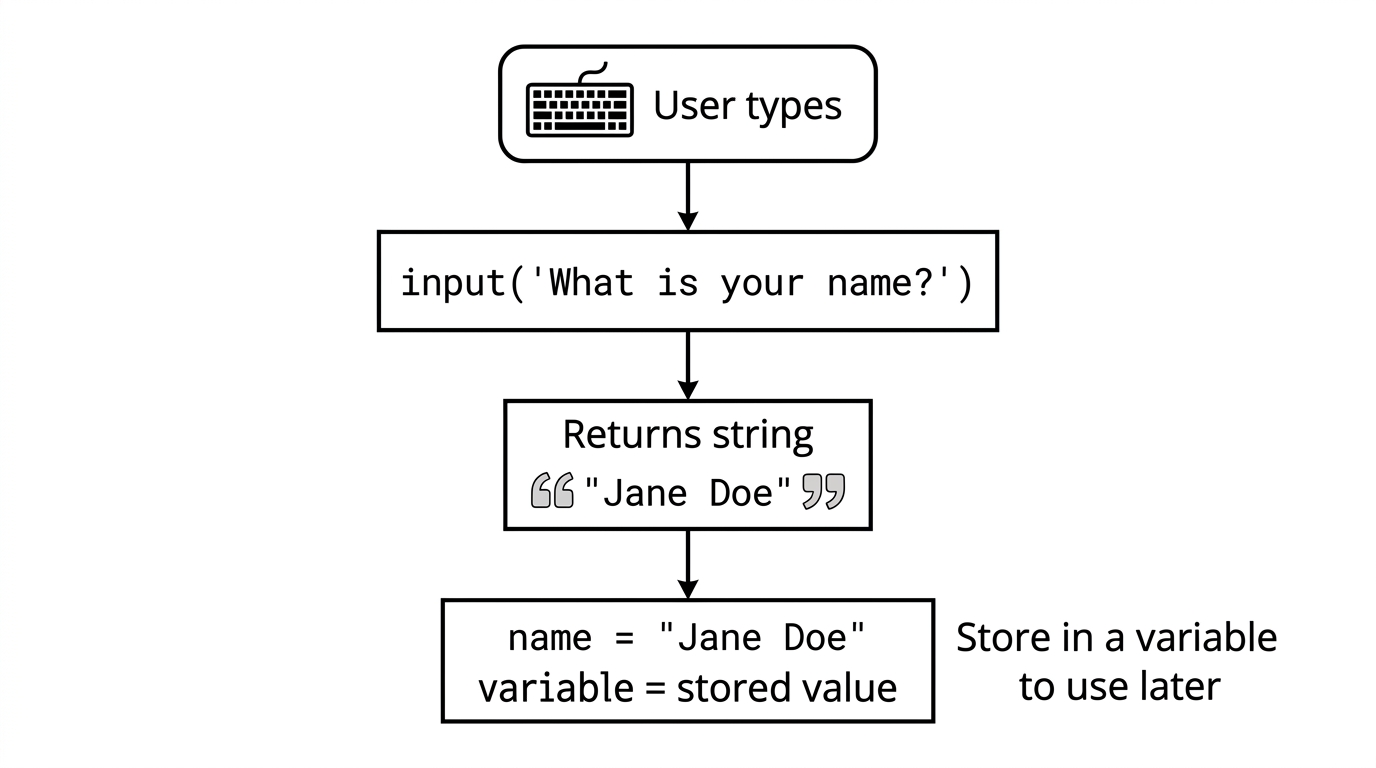 User types
input('What is your name?')
Returns string
“ "Jane Doe" ”
name = "Jane Doe"
variable = stored value
Store in a variable
to use later